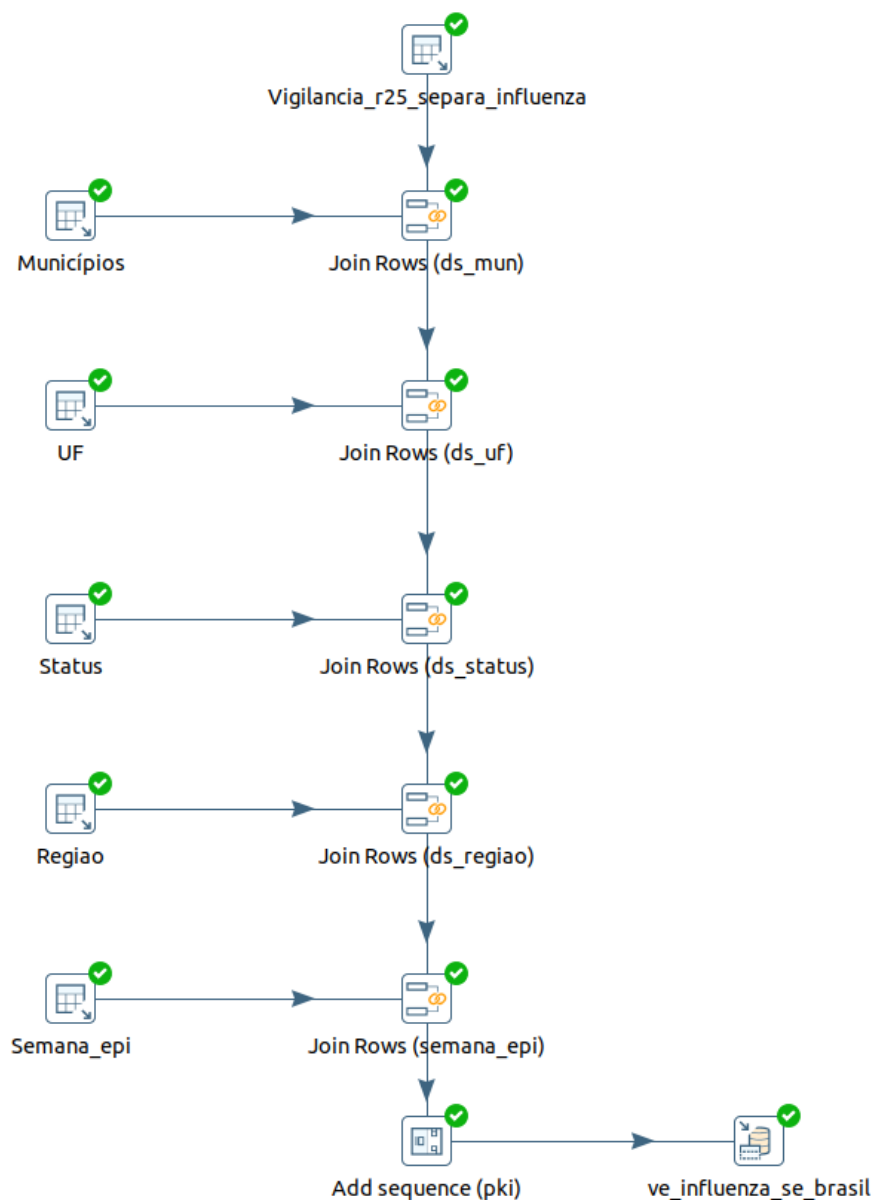 Vigilancia_r25_separa_influenza
Municípios
Join Rows (ds_mun)
UF
Join Rows (ds_uf)
Status
Join Rows (ds_status)
Regiao
Join Rows (ds_regiao)
Semana_epi
Join Rows (semana_epi)
Add sequence (pki)
ve_influenza_se_brasil